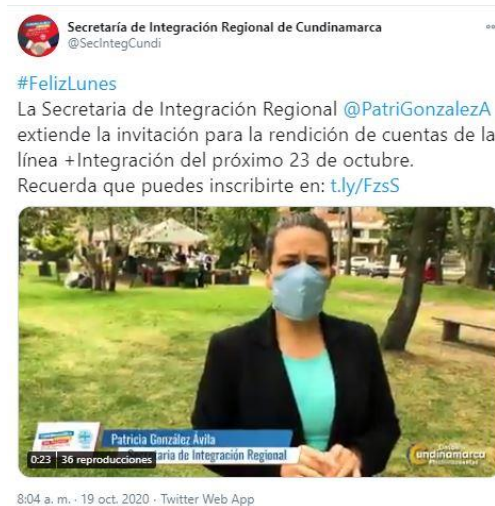 Secretaría de Integración Regional de Cundinamarca
@SecIntegCundi
#FelizLunes
La Secretaria de Integración Regional @PatriGonzalezA
extiende la invitación para la rendición de cuentas de la
línea +Integración del próximo 23 de octubre.
Recuerda que puedes inscribirte en: t.ly/FzsS
Patricia González Ávila
0:23 36 reproducciones
aria de Integración Regional
undinamarca
8:04 a. m. · 19 oct. 2020 · Twitter Web App